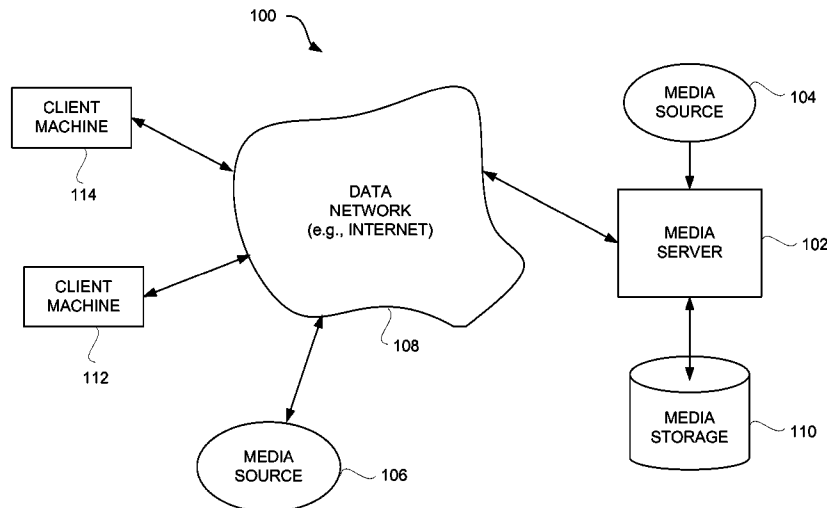 100
CLIENT
MACHINE
114
MEDIA
SOURCE
104
DATA
NETWORK
(e.g., INTERNET)
MEDIA
SERVER
102
CLIENT
MACHINE
112
108
MEDIA
STORAGE
110
MEDIA
SOURCE
106